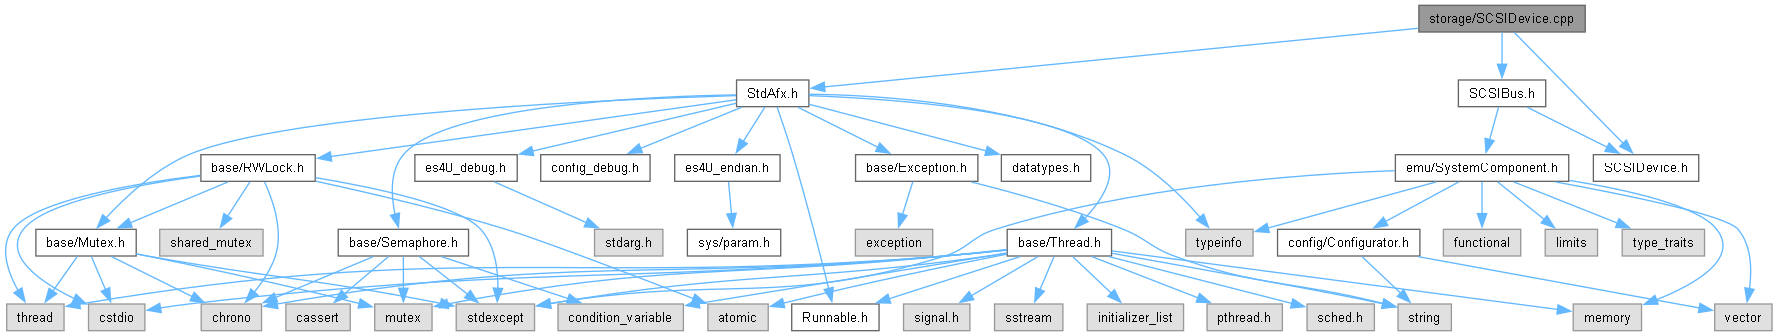 storage/SCSIDevice.cpp
StdAfx.h
SCSIBus.h
base/RWLock.h
es40_debug.h
config_debug.h
es40_endian.h
base/Exception.h
datatypes.h
emu/SystemComponent.h
SCSIDevice.h
base/Mutex.h
shared_mutex
base/Semaphore.h
stdarg.h
sys/param.h
exception
base/Thread.h
typeinfo
config/Configurator.h
functional
limits
type_traits
thread
cstdio
chrono
cassert
mutex
stdexcept
condition_variable
atomic
Runnable.h
signal.h
sstream
initializer_list
pthread.h
sched.h
string
memory
vector